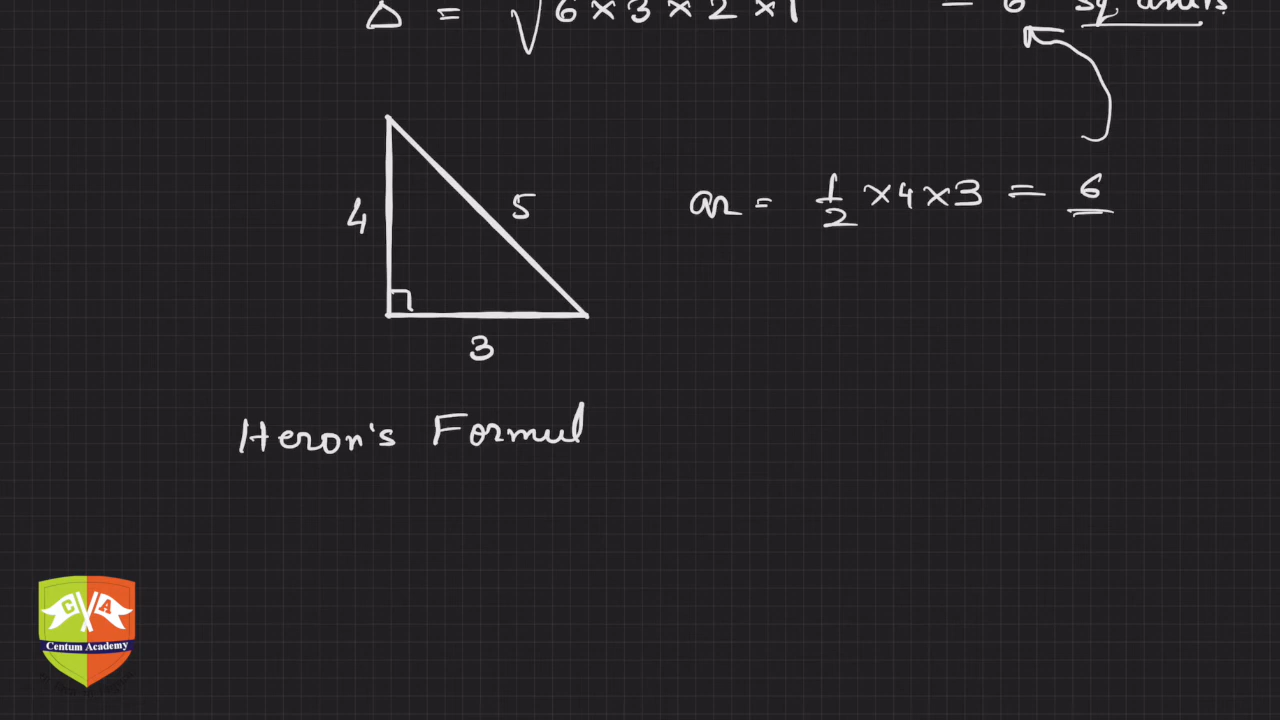 Δ = √6 × 3 × 2 × 1 = 6 sq units
4
5
ar = 1/2 × 4 × 3 = 6
3
Heron's Formul
C A
Centum Academy